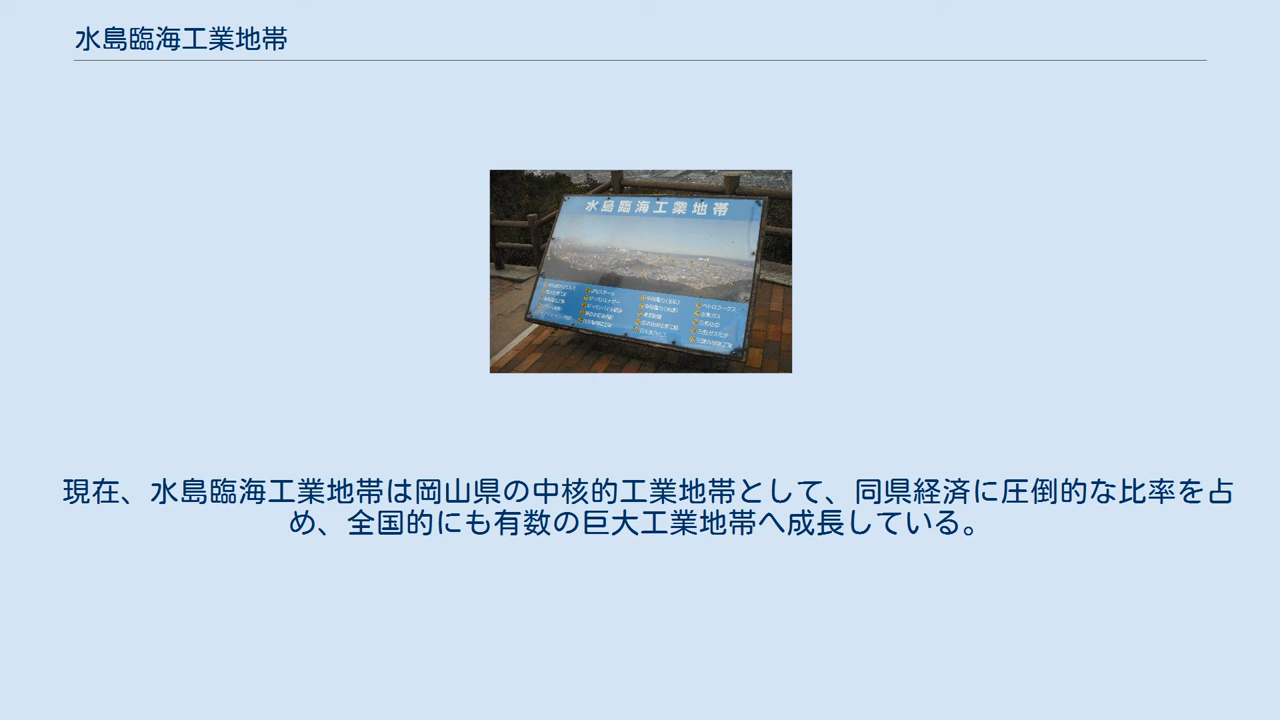 水島臨海工業地帯
水島臨海工業地帯
現在、水島臨海工業地帯は岡山県の中核的工業地帯として、同県経済に圧倒的な比率を占
め、全国的にも有数の巨大工業地帯へ成長している。